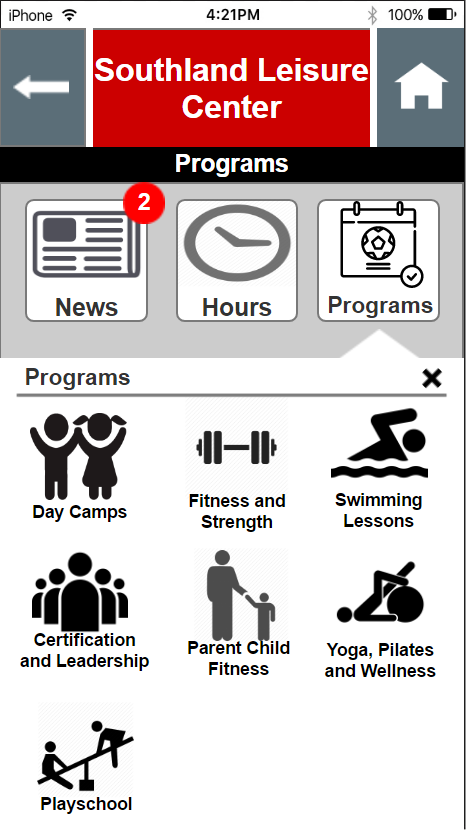 iPhone 4:21PM 100%
Southland Leisure
Center
Programs
2
News Hours Programs
Programs
Day Camps
Fitness and
Strength
Swimming
Lessons
Certification
and Leadership
Parent Child
Fitness
Yoga, Pilates
and Wellness
Playschool